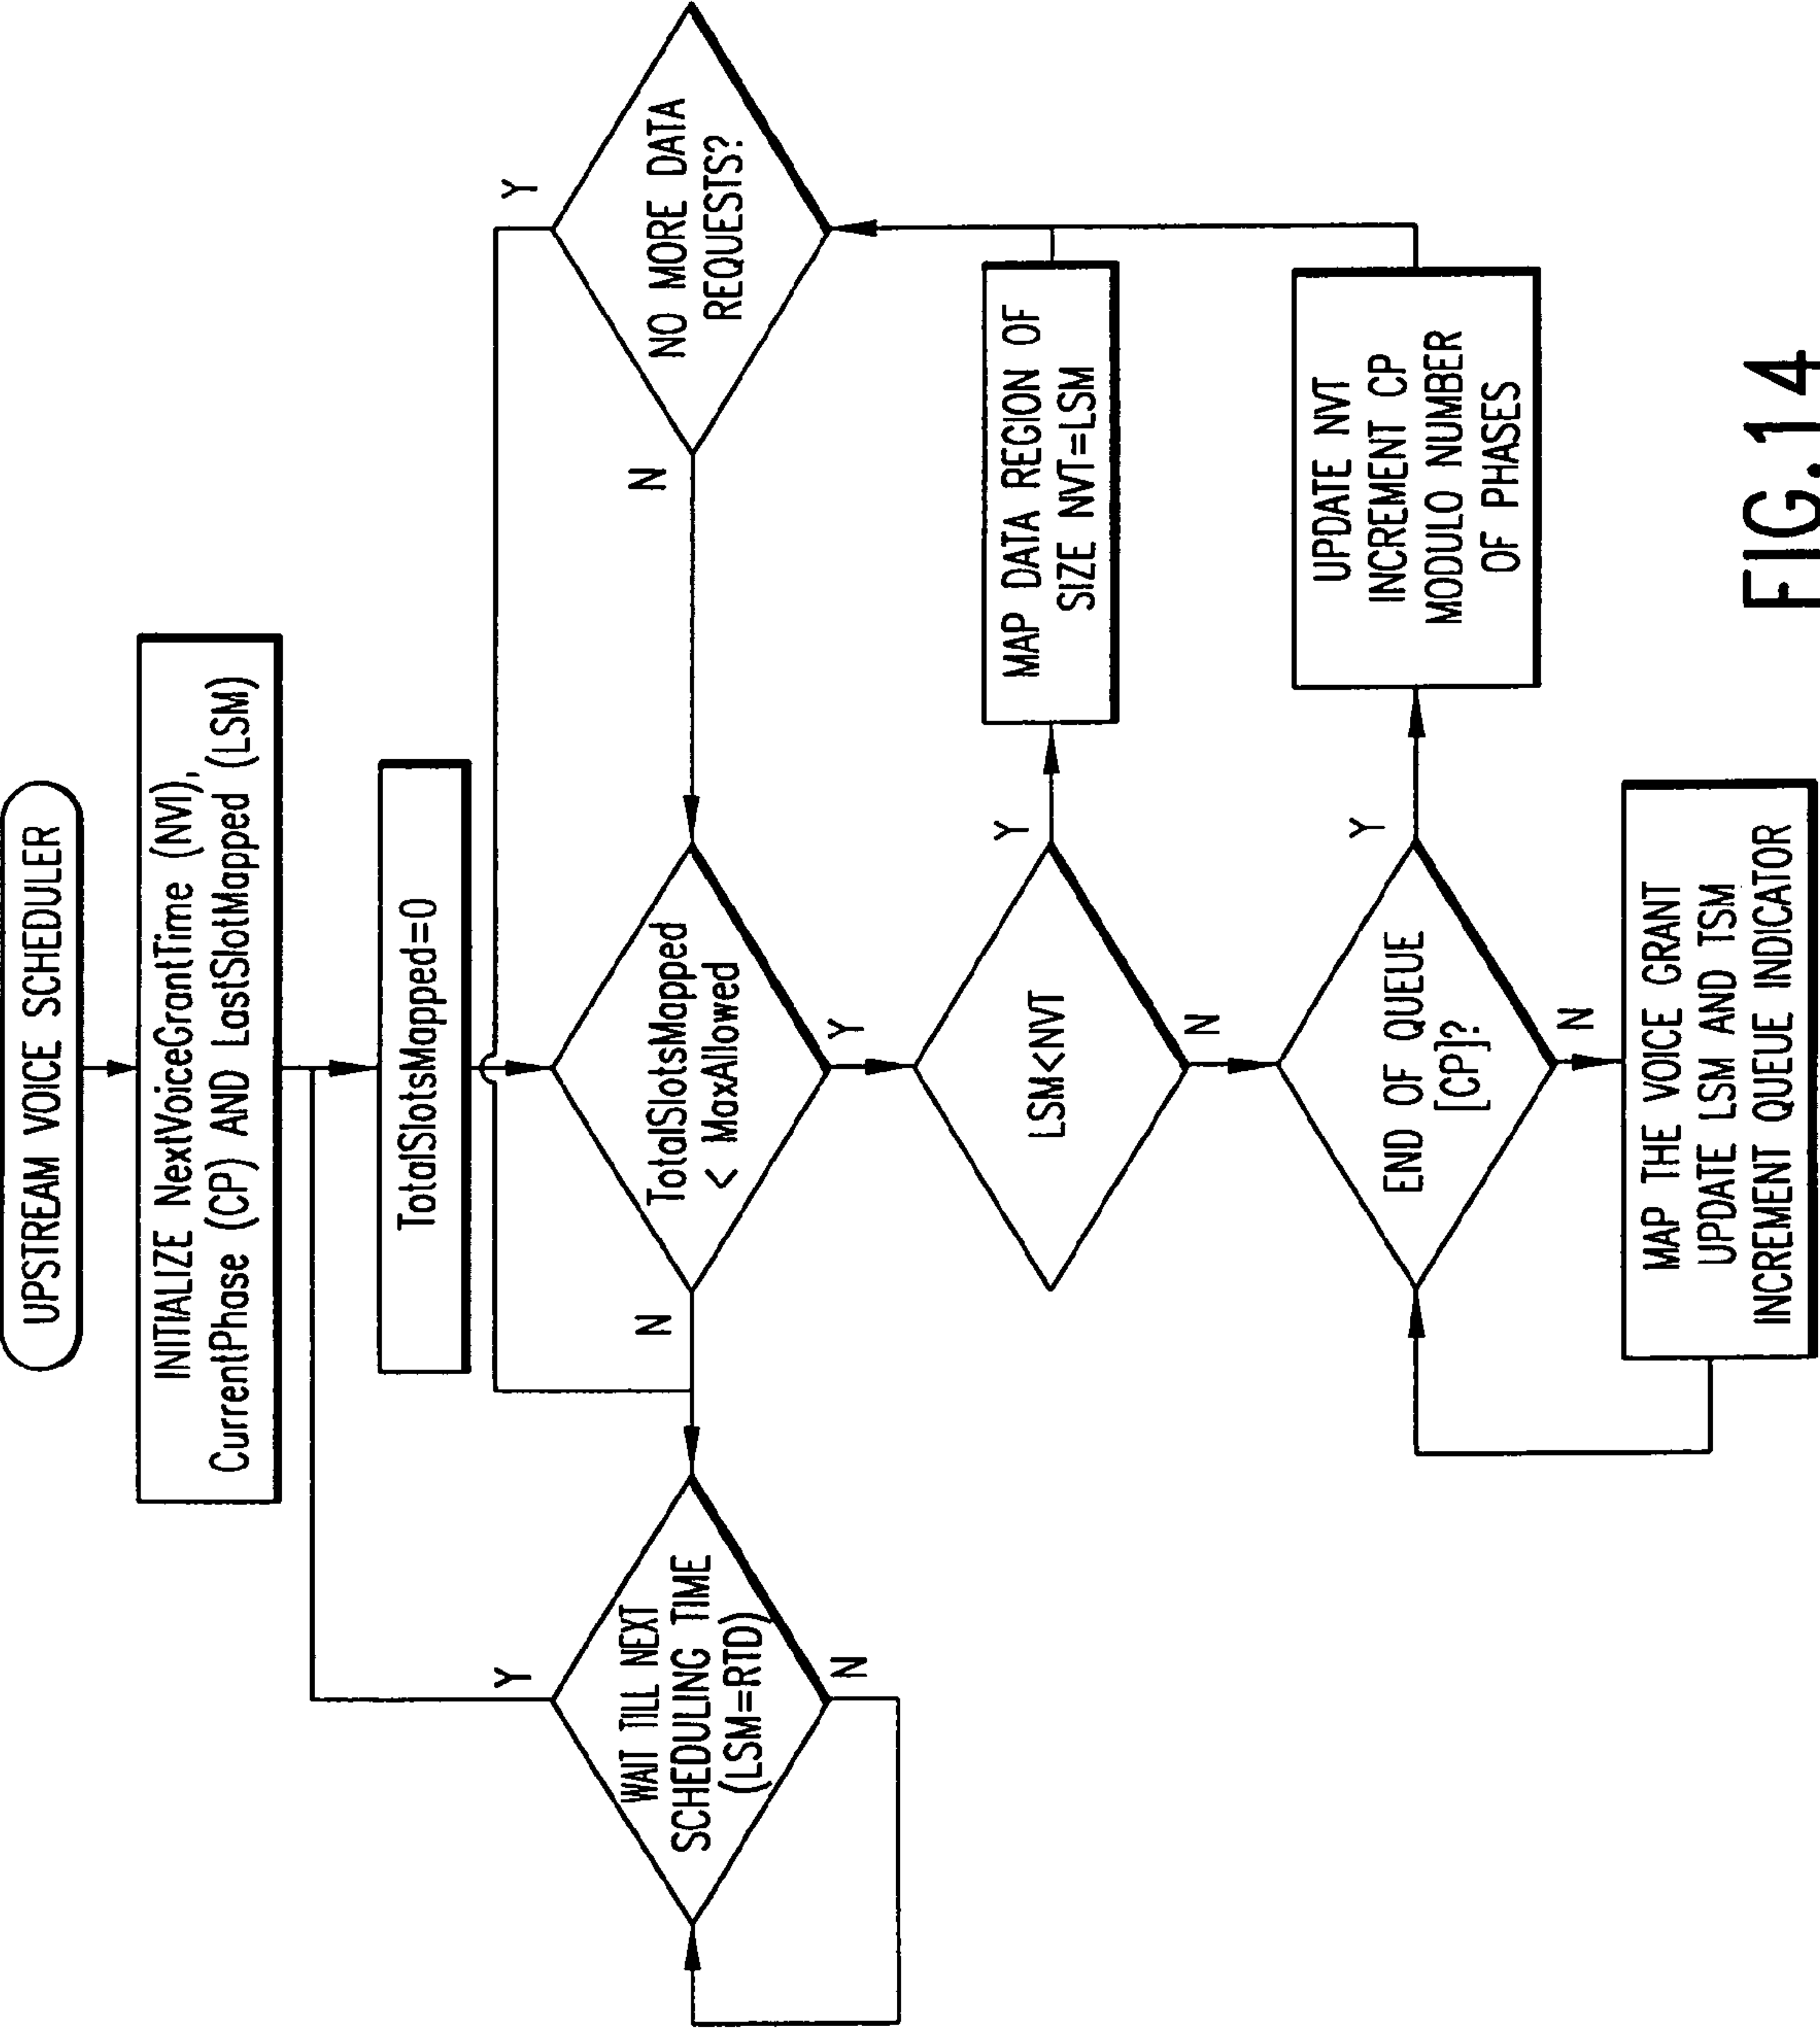 UPSTREAM VOICE SCHEDULER
INITIALIZE NextVoiceGrantTime (NVI),
CurrentPhase (CP) AND LastSlotMapped (LSM)
TotalSlotsMapped=0
WAIT TILL NEXT
SCHEDULING TIME
(LSM=RTD)
Y
N
TotalSlotsMapped
< MaxAllowed
N
Y
NO MORE DATA
REQUESTS?
Y
N
LSM<NVT
Y
N
MAP DATA REGION OF
SIZE NVT=LSM
END OF QUEUE
[CP]?
Y
N
UPDATE NVT
INCREMENT CP
MODULO NUMBER
OF PHASES
MAP THE VOICE GRANT
UPDATE LSM AND TSM
INCREMENT QUEUE INDICATOR
FIG.14